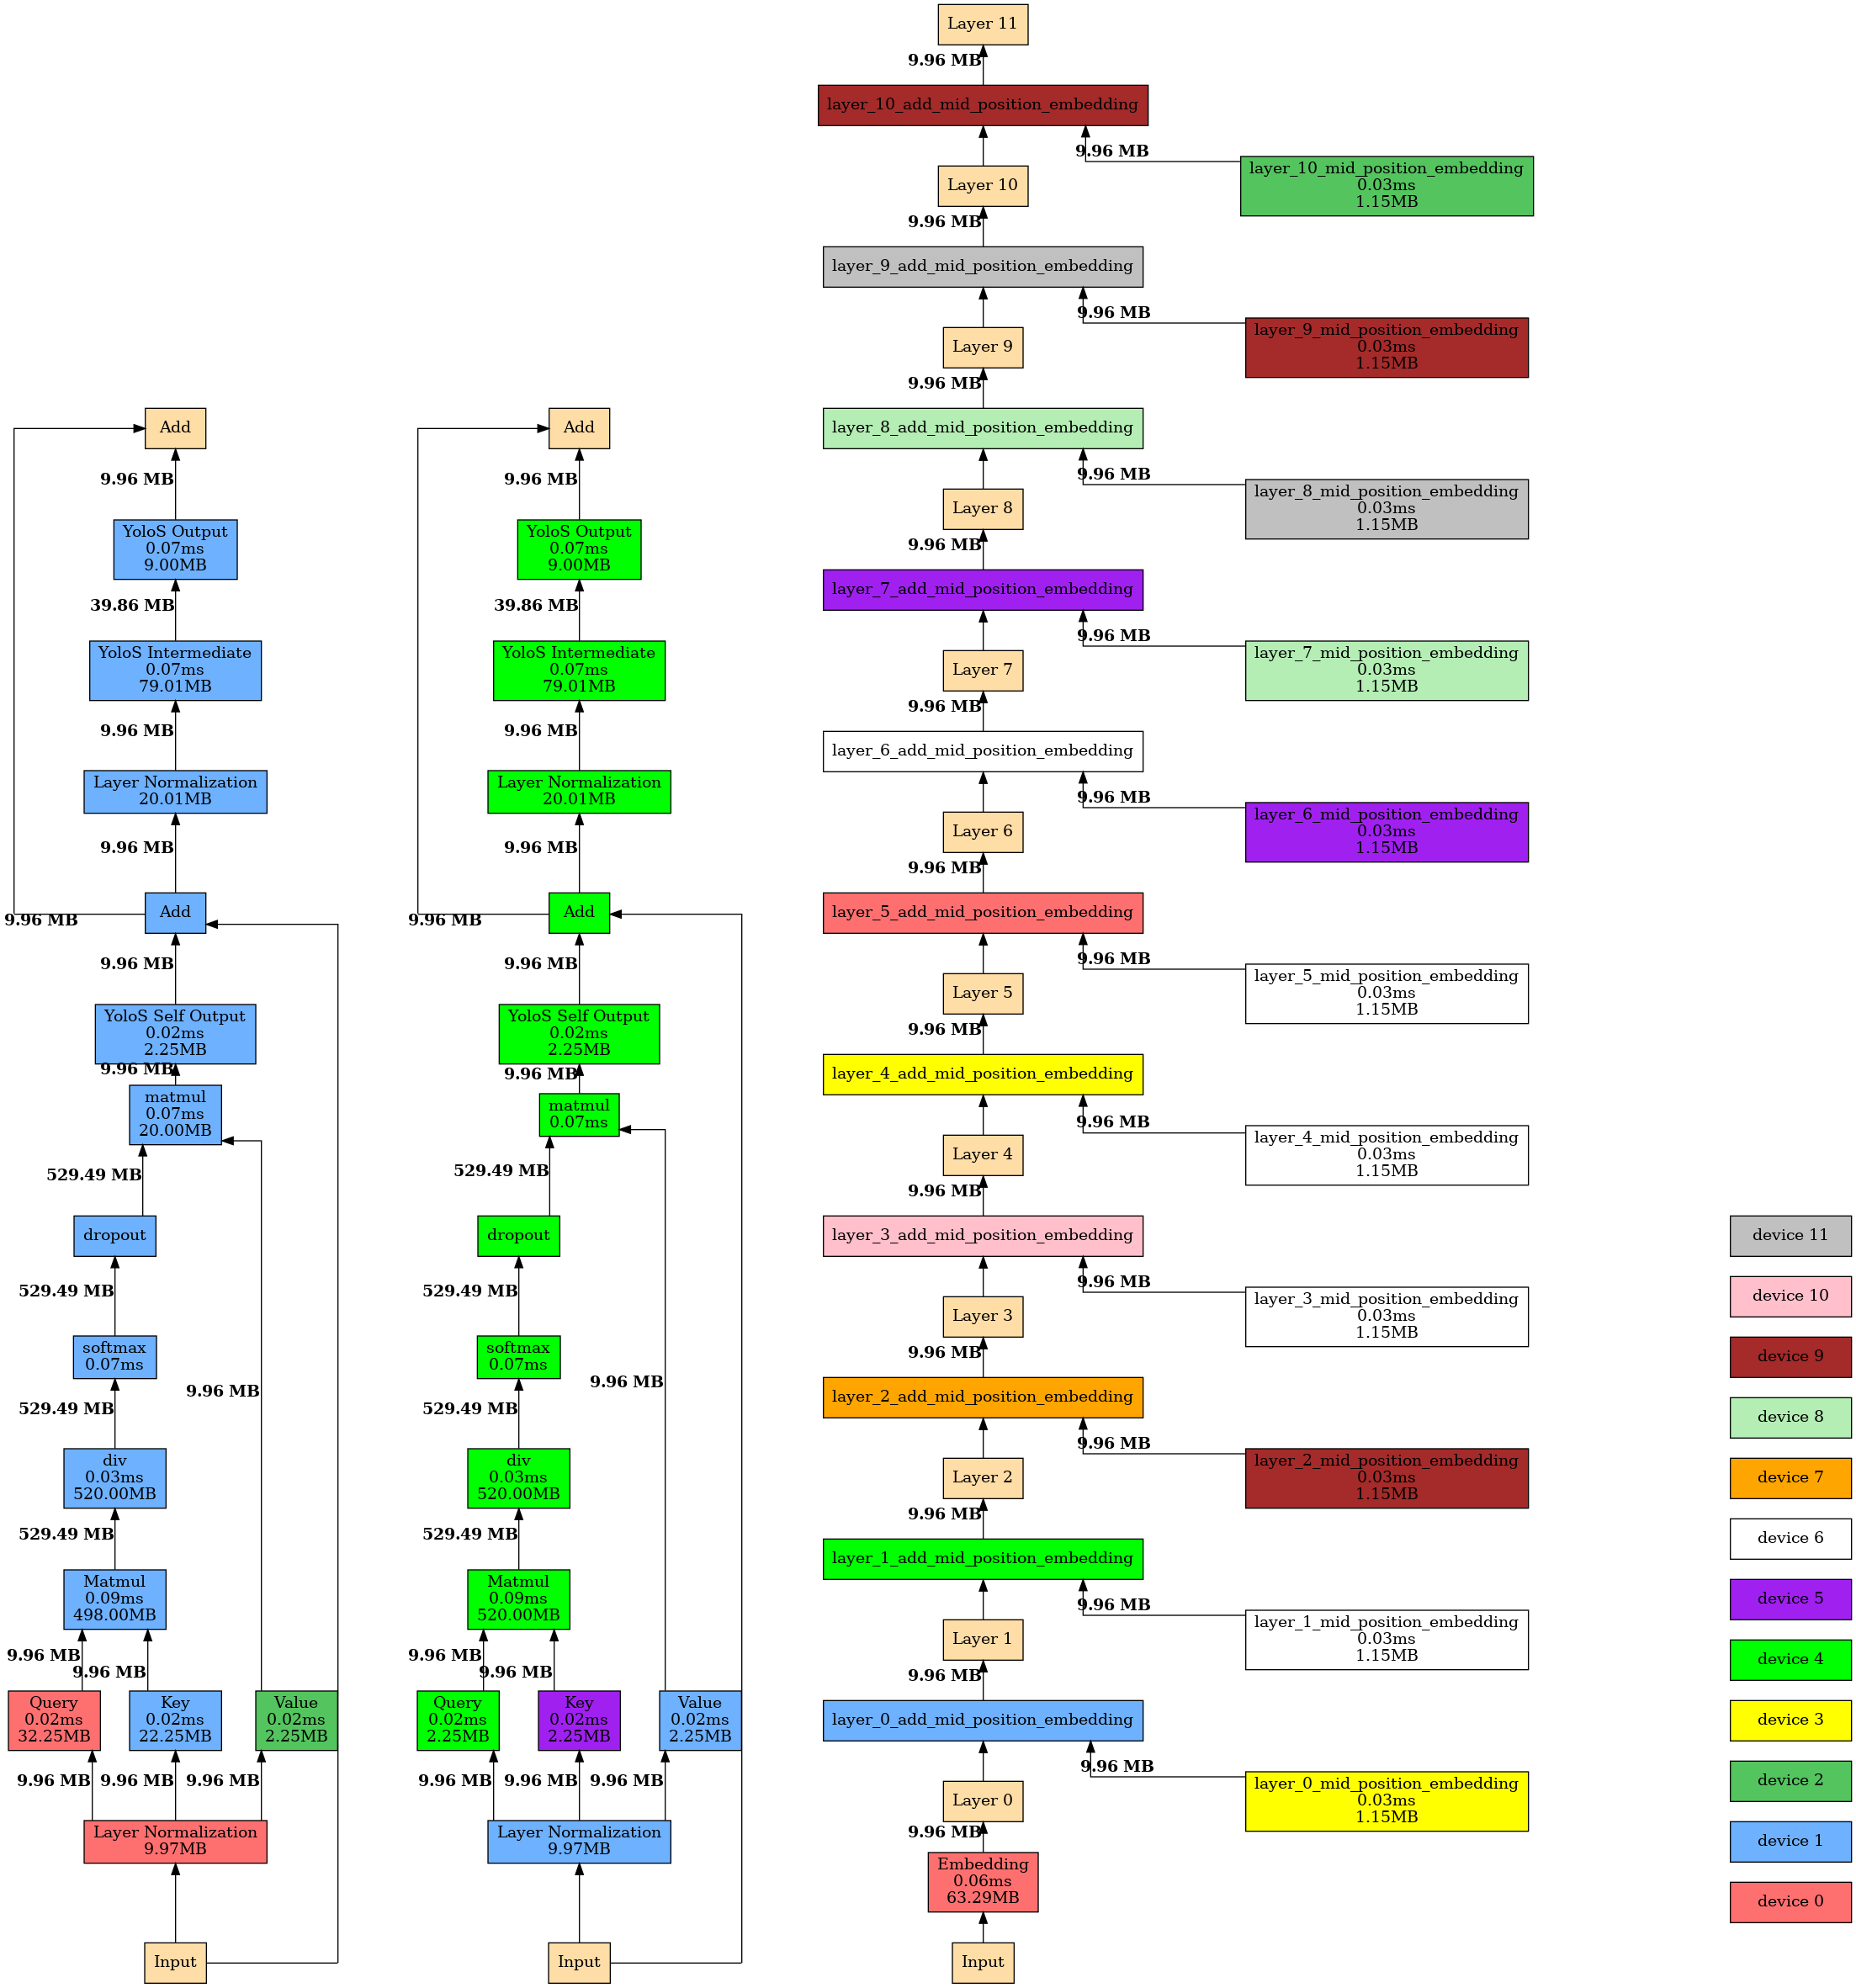 Add
9.96 MB
YoloS Output
0.07ms
9.00MB
39.86 MB
YoloS Intermediate
0.07ms
79.01MB
9.96 MB
Layer Normalization
20.01MB
9.96 MB
Add
9.96 MB
9.96 MB
YoloS Self Output
0.02ms
2.25MB
9.96 MB
matmul
0.07ms
20.00MB
529.49 MB
dropout
529.49 MB
softmax
0.07ms
9.96 MB
529.49 MB
div
0.03ms
520.00MB
529.49 MB
Matmul
0.09ms
498.00MB
9.96 MB
9.96 MB
Query
0.02ms
32.25MB
Key
0.02ms
22.25MB
Value
0.02ms
2.25MB
9.96 MB
9.96 MB
9.96 MB
Layer Normalization
9.97MB
Input
Add
9.96 MB
YoloS Output
0.07ms
9.00MB
39.86 MB
YoloS Intermediate
0.07ms
79.01MB
9.96 MB
Layer Normalization
20.01MB
9.96 MB
Add
9.96 MB
9.96 MB
YoloS Self Output
0.02ms
2.25MB
9.96 MB
matmul
0.07ms
529.49 MB
dropout
529.49 MB
softmax
0.07ms
9.96 MB
529.49 MB
div
0.03ms
520.00MB
529.49 MB
Matmul
0.09ms
520.00MB
9.96 MB
9.96 MB
Query
0.02ms
2.25MB
Key
0.02ms
2.25MB
Value
0.02ms
2.25MB
9.96 MB
9.96 MB
9.96 MB
Layer Normalization
9.97MB
Input
Layer 11
9.96 MB
layer_10_add_mid_position_embedding
9.96 MB
layer_10_mid_position_embedding
0.03ms
1.15MB
Layer 10
9.96 MB
layer_9_add_mid_position_embedding
9.96 MB
layer_9_mid_position_embedding
0.03ms
1.15MB
Layer 9
9.96 MB
layer_8_add_mid_position_embedding
9.96 MB
layer_8_mid_position_embedding
0.03ms
1.15MB
Layer 8
9.96 MB
layer_7_add_mid_position_embedding
9.96 MB
layer_7_mid_position_embedding
0.03ms
1.15MB
Layer 7
9.96 MB
layer_6_add_mid_position_embedding
9.96 MB
layer_6_mid_position_embedding
0.03ms
1.15MB
Layer 6
9.96 MB
layer_5_add_mid_position_embedding
9.96 MB
layer_5_mid_position_embedding
0.03ms
1.15MB
Layer 5
9.96 MB
layer_4_add_mid_position_embedding
9.96 MB
layer_4_mid_position_embedding
0.03ms
1.15MB
Layer 4
9.96 MB
layer_3_add_mid_position_embedding
9.96 MB
layer_3_mid_position_embedding
0.03ms
1.15MB
Layer 3
9.96 MB
layer_2_add_mid_position_embedding
9.96 MB
layer_2_mid_position_embedding
0.03ms
1.15MB
Layer 2
9.96 MB
layer_1_add_mid_position_embedding
9.96 MB
layer_1_mid_position_embedding
0.03ms
1.15MB
Layer 1
9.96 MB
layer_0_add_mid_position_embedding
9.96 MB
layer_0_mid_position_embedding
0.03ms
1.15MB
Layer 0
9.96 MB
Embedding
0.06ms
63.29MB
Input
device 11
device 10
device 9
device 8
device 7
device 6
device 5
device 4
device 3
device 2
device 1
device 0